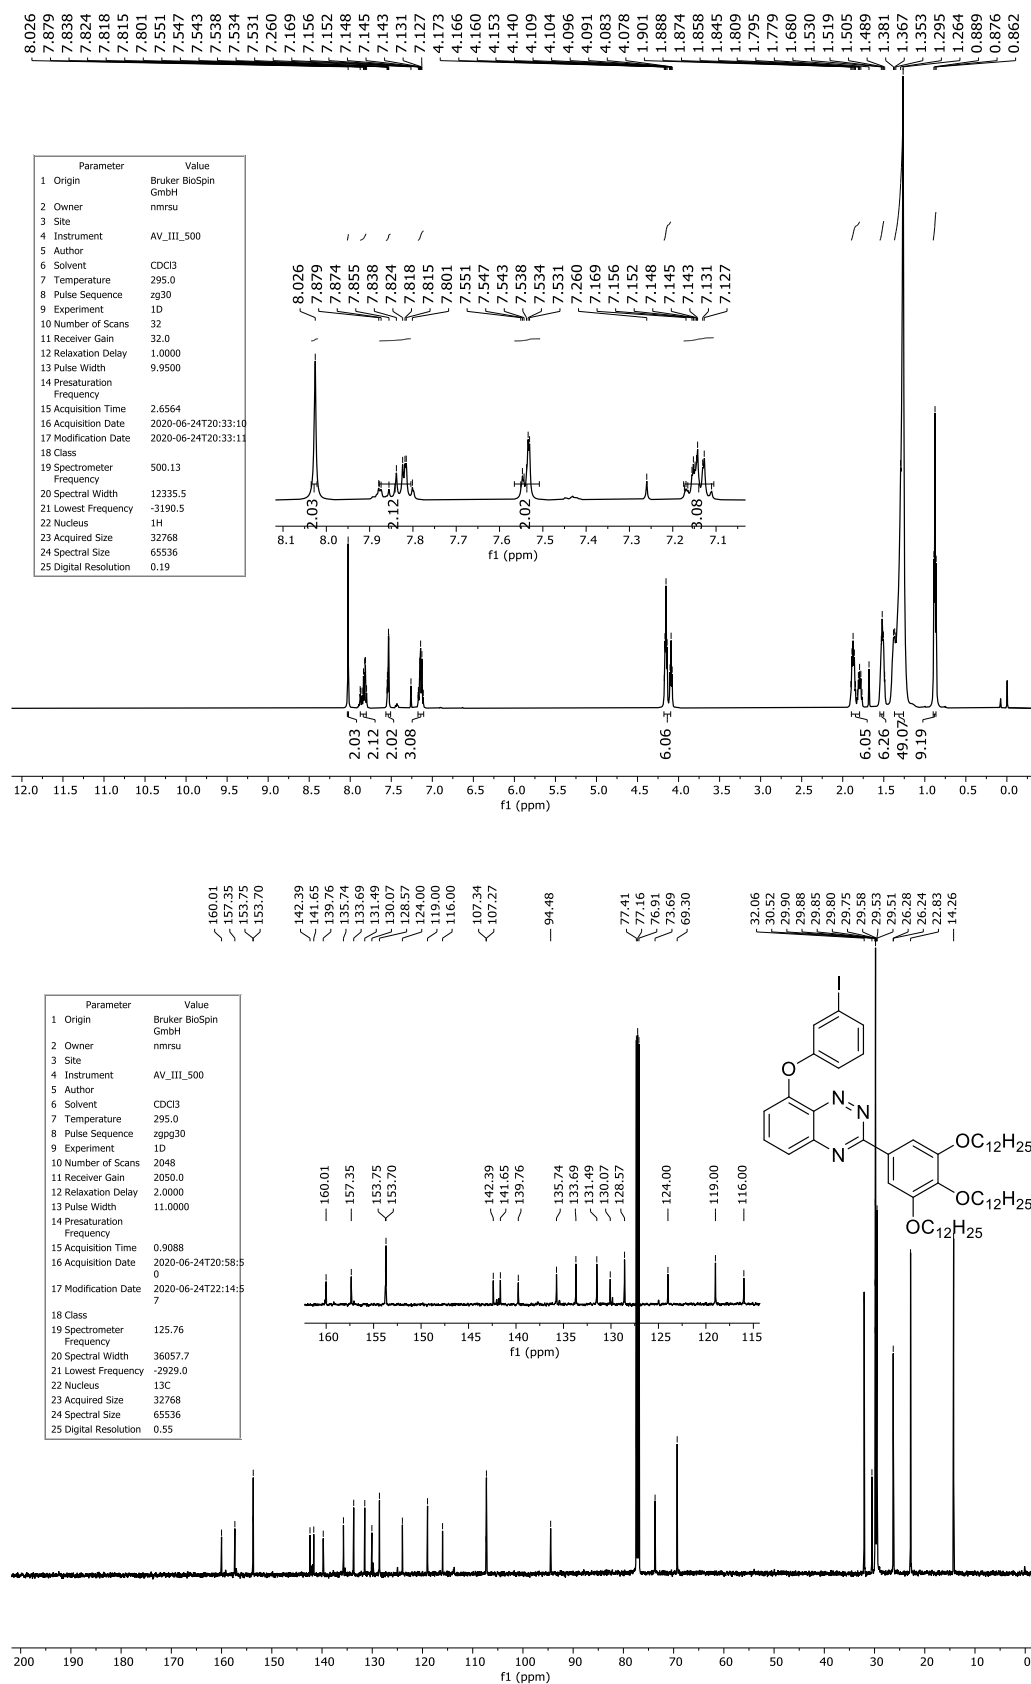 8.026 7.879 7.838 7.824 7.818 7.815 7.801 7.551 7.547 7.543 7.538 7.534 7.531 7.260 7.169 7.156 7.152 7.148 7.145 7.143 7.131 7.127 4.173 4.166 4.160 4.153 4.140 4.109 4.104 4.096 4.091 4.083 4.078 1.901 1.888 1.874 1.858 1.845 1.809 1.795 1.779 1.680 1.530 1.519 1.505 1.489 1.381 1.367 1.353 1.295 1.264 0.889 0.876 0.862
Parameter Value
1 Origin Bruker BioSpin
GmbH
2 Owner nmrsu
3 Site
4 Instrument AV_III_500
5 Author
6 Solvent CDCl3
7 Temperature 295.0
8 Pulse Sequence zg30
9 Experiment 1D
10 Number of Scans 32
11 Receiver Gain 32.0
12 Relaxation Delay 1.0000
13 Pulse Width 9.9500
14 Presaturation
Frequency
15 Acquisition Time 2.6564
16 Acquisition Date 2020-06-24T20:33:10
17 Modification Date 2020-06-24T20:33:11
18 Class
19 Spectrometer 500.13
Frequency
20 Spectral Width 12335.5
21 Lowest Frequency -3190.5
22 Nucleus 1H
23 Acquired Size 32768
24 Spectral Size 65536
25 Digital Resolution 0.19
8.026 7.879 7.874 7.855 7.838 7.824 7.818 7.815 7.801 7.551 7.547 7.543 7.538 7.534 7.531 7.260 7.169 7.156 7.152 7.148 7.145 7.143 7.131 7.127
2.03 2.12 2.02 3.08
8.1 8.0 7.9 7.8 7.7 7.6 7.5 7.4 7.3 7.2 7.1
f1 (ppm)
2.03 2.12 2.02 3.08 6.06 6.05 6.26 49.07 9.19
12.0 11.5 11.0 10.5 10.0 9.5 9.0 8.5 8.0 7.5 7.0 6.5 6.0 5.5 5.0 4.5 4.0 3.5 3.0 2.5 2.0 1.5 1.0 0.5 0.0
f1 (ppm)
160.01 157.35 153.75 153.70 142.39 141.65 139.76 135.74 133.69 131.49 130.07 128.57 124.00 119.00 116.00 107.34 107.27 94.48 77.41 77.16 76.91 73.69 69.30 32.06 30.52 29.90 29.88 29.85 29.80 29.75 29.58 29.53 29.51 26.28 26.24 22.83 14.26
Parameter Value
1 Origin Bruker BioSpin
GmbH
2 Owner nmrsu
3 Site
4 Instrument AV_III_500
5 Author
6 Solvent CDCl3
7 Temperature 295.0
8 Pulse Sequence zgpg30
9 Experiment 1D
10 Number of Scans 2048
11 Receiver Gain 2050.0
12 Relaxation Delay 2.0000
13 Pulse Width 11.0000
14 Presaturation
Frequency
15 Acquisition Time 0.9088
16 Acquisition Date 2020-06-24T20:58:5
0
17 Modification Date 2020-06-24T22:14:5
7
18 Class
19 Spectrometer 125.76
Frequency
20 Spectral Width 36057.7
21 Lowest Frequency -2929.0
22 Nucleus 13C
23 Acquired Size 32768
24 Spectral Size 65536
25 Digital Resolution 0.55
I
O
N
N
N
OC12H25
OC12H25
OC12H25
160.01 157.35 153.75 153.70 142.39 141.65 139.76 135.74 133.69 131.49 130.07 128.57 124.00 119.00 116.00
160 155 150 145 140 135 130 125 120 115
f1 (ppm)
200 190 180 170 160 150 140 130 120 110 100 90 80 70 60 50 40 30 20 10 0
f1 (ppm)